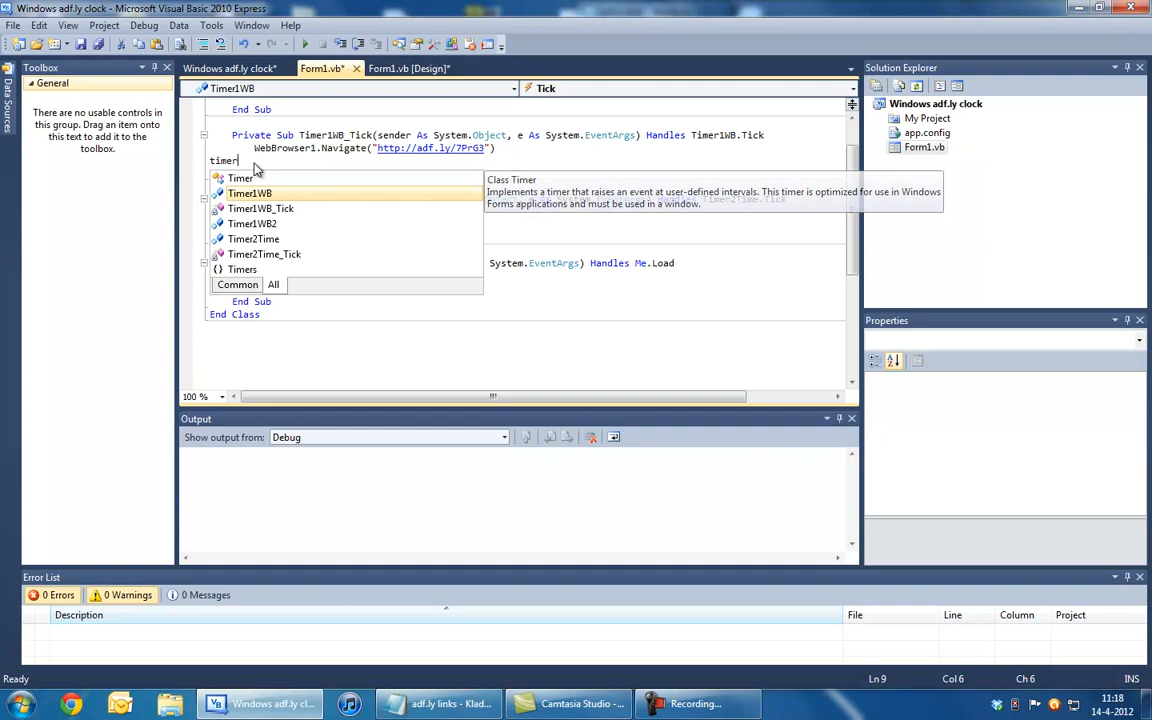 Windows adf.ly clock - Microsoft Visual Basic 2010 Express
File Edit View Project Debug Data Tools Window Help
Toolbox
General
There are no usable controls in
this group. Drag an item onto
this text to add it to the
toolbox.
Data Sources
Windows adf.ly clock* Form1.vb* Form1.vb [Design]*
Timer1WB Tick
End Sub
Private Sub Timer1WB_Tick(sender As System.Object, e As System.EventArgs) Handles Timer1WB.Tick
WebBrowser1.Navigate("http://adf.ly/7PrG3")
timer
Timer
Timer1WB
Timer1WB_Tick
Timer1WB2
Timer2Time
Timer2Time_Tick
Timers
Common All
Class Timer
Implements a timer that raises an event at user-defined intervals. This timer is optimized for use in Windows
Forms applications and must be used in a window.
System.EventArgs) Handles Me.Load
End Sub
End Class
100 %
Solution Explorer
Windows adf.ly clock
My Project
app.config
Form1.vb
Properties
Output
Show output from: Debug
Error List
0 Errors 0 Warnings 0 Messages
Description File Line Column Project
Ready Ln 9 Col 6 Ch 6 INS
Windows adf.ly cl... adf.ly links - Klad... Camtasia Studio -... Recording...
11:18
14-4-2012